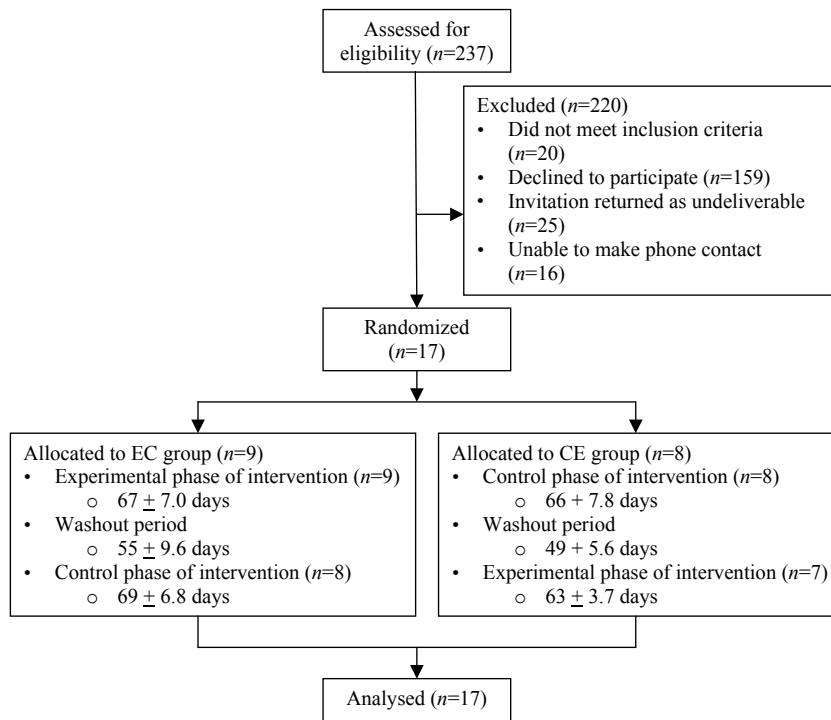 Assessed for
eligibility (n=237)
Excluded (n=220)
• Did not meet inclusion criteria
(n=20)
• Declined to participate (n=159)
• Invitation returned as undeliverable
(n=25)
• Unable to make phone contact
(n=16)
Randomized
(n=17)
Allocated to EC group (n=9)
• Experimental phase of intervention (n=9)
o 67 ± 7.0 days
• Washout period
o 55 ± 9.6 days
• Control phase of intervention (n=8)
o 69 ± 6.8 days
Allocated to CE group (n=8)
• Control phase of intervention (n=8)
o 66 + 7.8 days
• Washout period
o 49 + 5.6 days
• Experimental phase of intervention (n=7)
o 63 ± 3.7 days
Analysed (n=17)